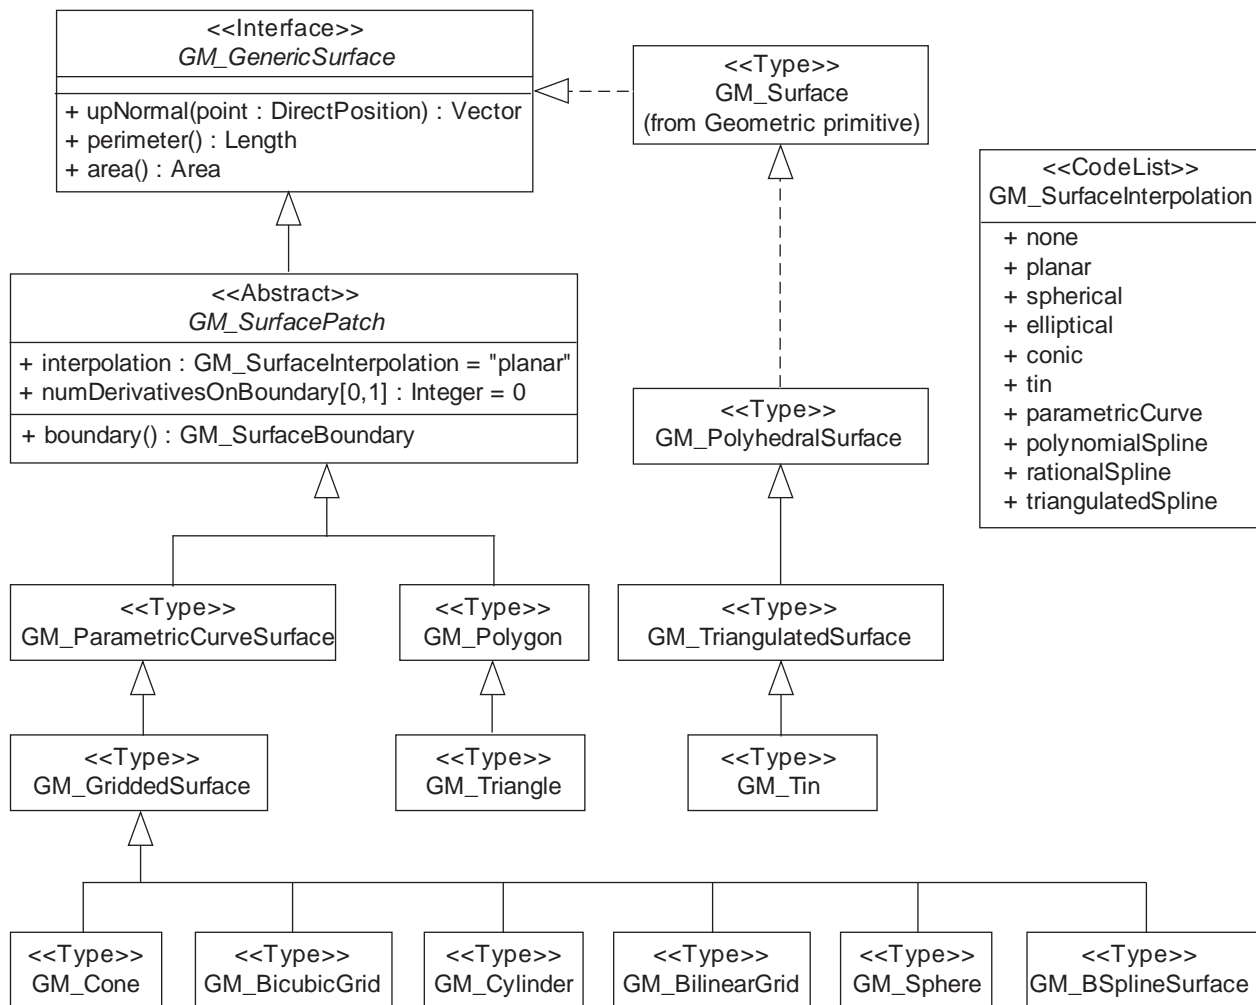 <<Interface>>
GM_GenericSurface
+ upNormal(point : DirectPosition) : Vector
+ perimeter() : Length
+ area() : Area
<<Type>>
GM_Surface
(from Geometric primitive)
<<CodeList>>
GM_SurfaceInterpolation
+ none
+ planar
+ spherical
+ elliptical
+ conic
+ tin
+ parametricCurve
+ polynomialSpline
+ rationalSpline
+ triangulatedSpline
<<Abstract>>
GM_SurfacePatch
+ interpolation : GM_SurfaceInterpolation = "planar"
+ numDerivativesOnBoundary[0,1] : Integer = 0
+ boundary() : GM_SurfaceBoundary
<<Type>>
GM_PolyhedralSurface
<<Type>>
GM_ParametricCurveSurface
<<Type>>
GM_Polygon
<<Type>>
GM_TriangulatedSurface
<<Type>>
GM_GriddedSurface
<<Type>>
GM_Triangle
<<Type>>
GM_Tin
<<Type>>
GM_Cone
<<Type>>
GM_BicubicGrid
<<Type>>
GM_Cylinder
<<Type>>
GM_BilinearGrid
<<Type>>
GM_Sphere
<<Type>>
GM_BSplineSurface